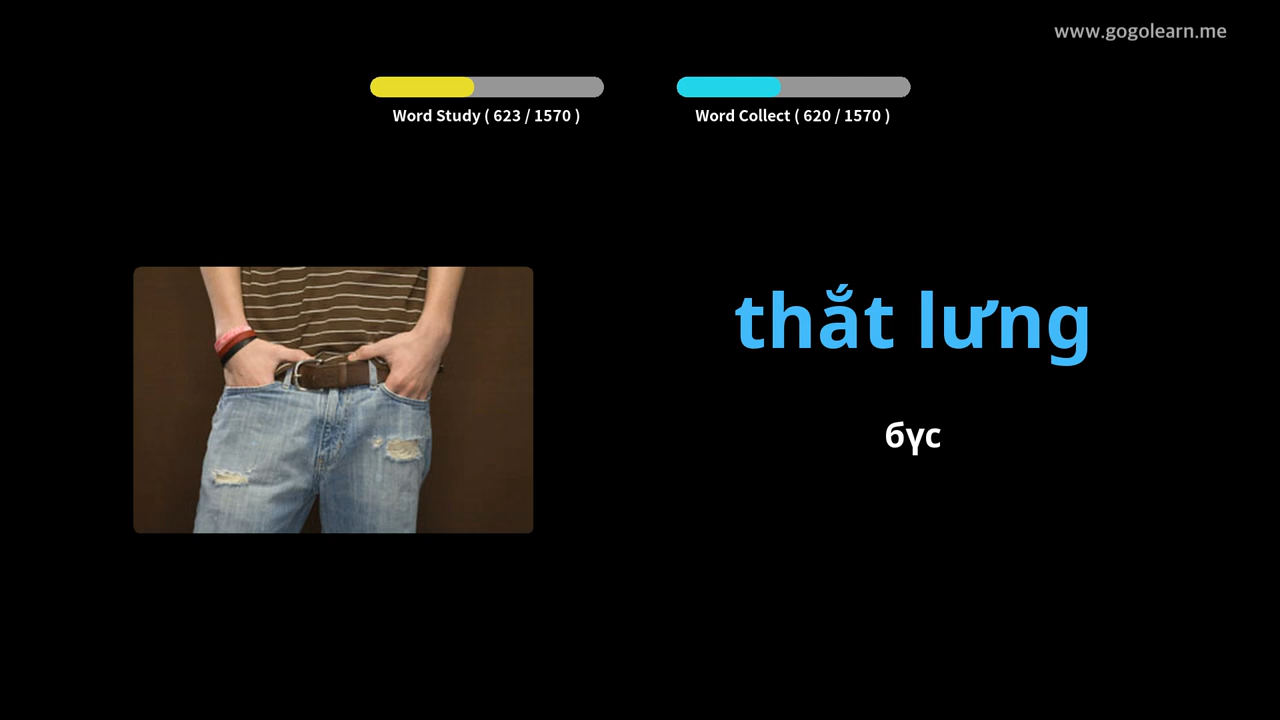 www.gogolearn.me
Word Study ( 623 / 1570 )
Word Collect ( 620 / 1570 )
thắt lưng
бүс